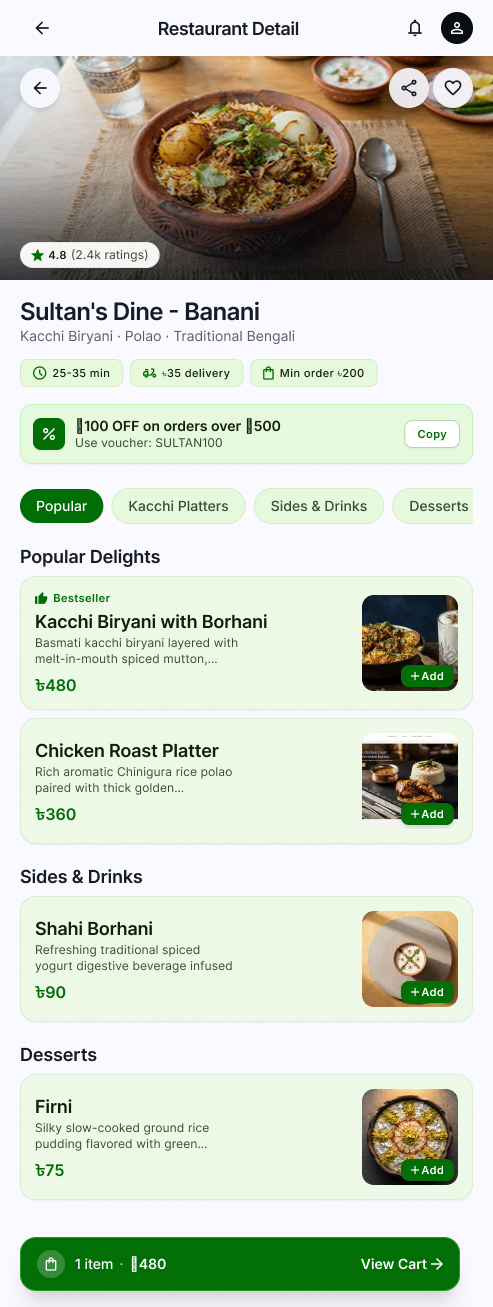 Restaurant Detail
4.8 (2.4k ratings)
Sultan's Dine - Banani
Kacchi Biryani · Polao · Traditional Bengali
25-35 min
৳35 delivery
Min order ৳200
▯100 OFF on orders over ▯500
Use voucher: SULTAN100
Copy
Popular
Kacchi Platters
Sides & Drinks
Desserts
Popular Delights
Bestseller
Kacchi Biryani with Borhani
Basmati kacchi biryani layered with
melt-in-mouth spiced mutton,...
৳480
+ Add
Chicken Roast Platter
Rich aromatic Chinigura rice polao
paired with thick golden...
৳360
+ Add
Sides & Drinks
Shahi Borhani
Refreshing traditional spiced
yogurt digestive beverage infused
৳90
+ Add
Desserts
Firni
Silky slow-cooked ground rice
pudding flavored with green...
৳75
+ Add
1 item · ▯480
View Cart →